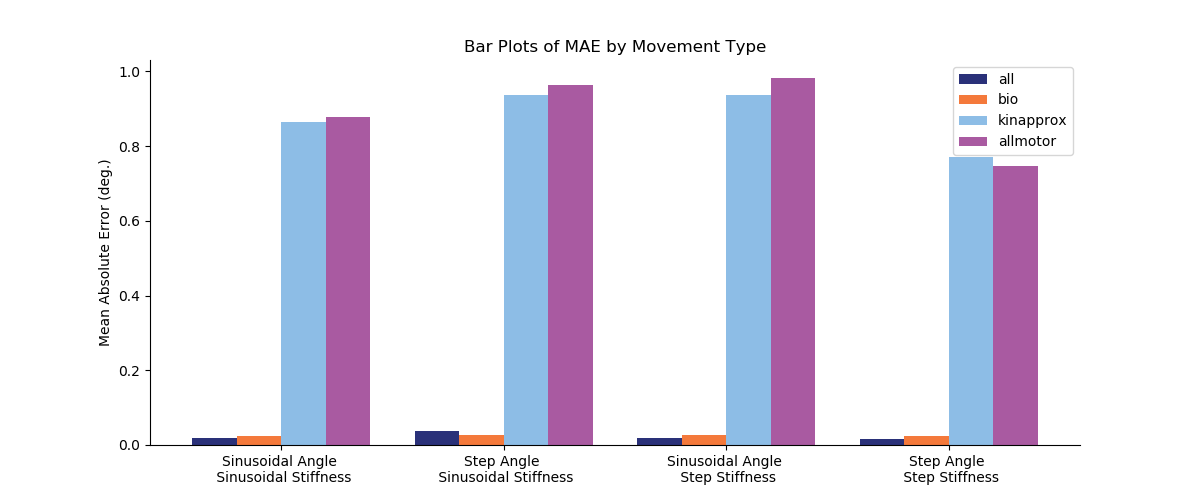 Bar Plots of MAE by Movement Type
Mean Absolute Error (deg.)
1.0
0.8
0.6
0.4
0.2
0.0
all
bio
kinapprox
allmotor
Sinusoidal Angle
Sinusoidal Stiffness
Step Angle
Sinusoidal Stiffness
Sinusoidal Angle
Step Stiffness
Step Angle
Step Stiffness